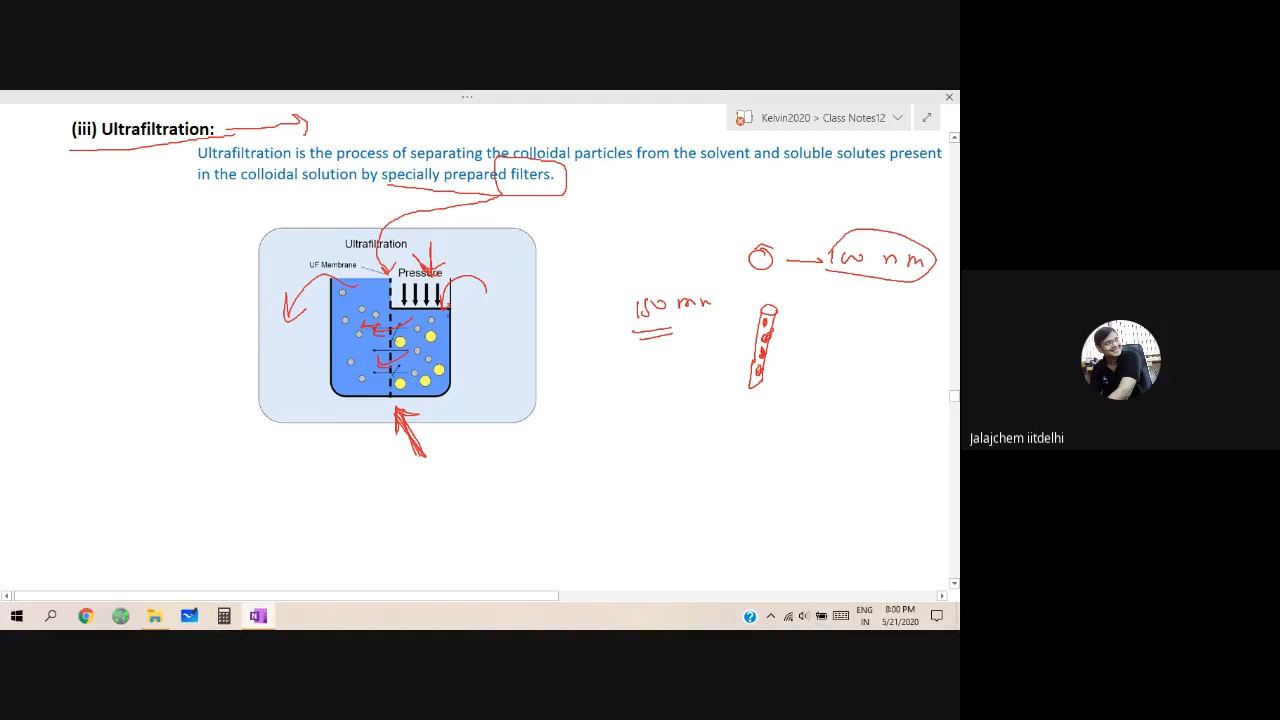 (iii) Ultrafiltration:
Kelvin2020 > Class Notes12
Ultrafiltration is the process of separating the colloidal particles from the solvent and soluble solutes present
in the colloidal solution by specially prepared filters.
Ultrafiltration
UF Membrane
Pressure
100 nm
150 mn
Jalajchem iitdelhi
ENG
IN
8:00 PM
5/21/2020